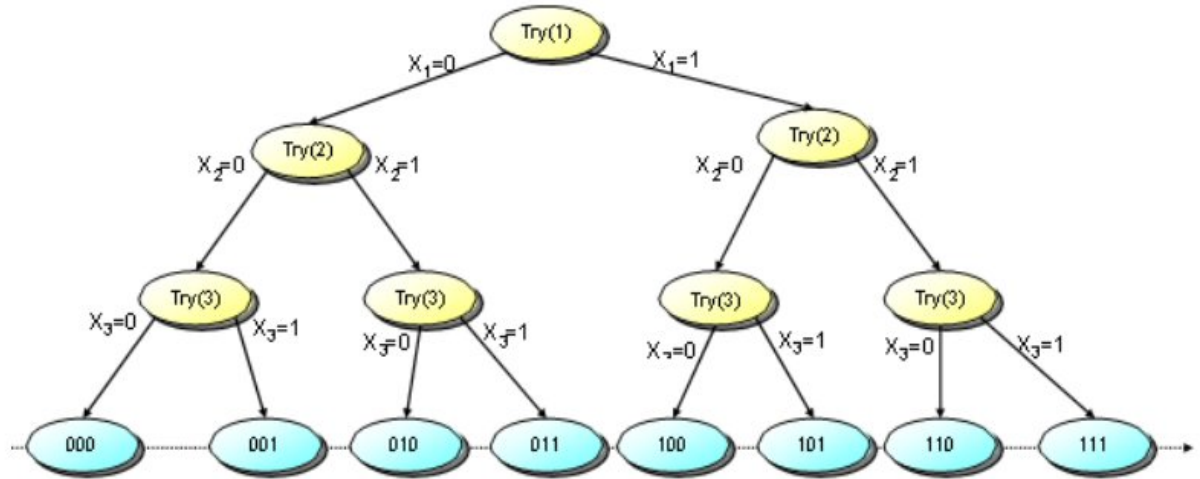 Try(1)
X1=0
X1=1
Try(2)
Try(2)
X2=0
X2=1
X2=0
X2=1
Try(3)
Try(3)
Try(3)
Try(3)
X3=0
X3=1
X3=0
X3=1
X3=0
X3=1
X3=0
X3=1
000
001
010
011
100
101
110
111